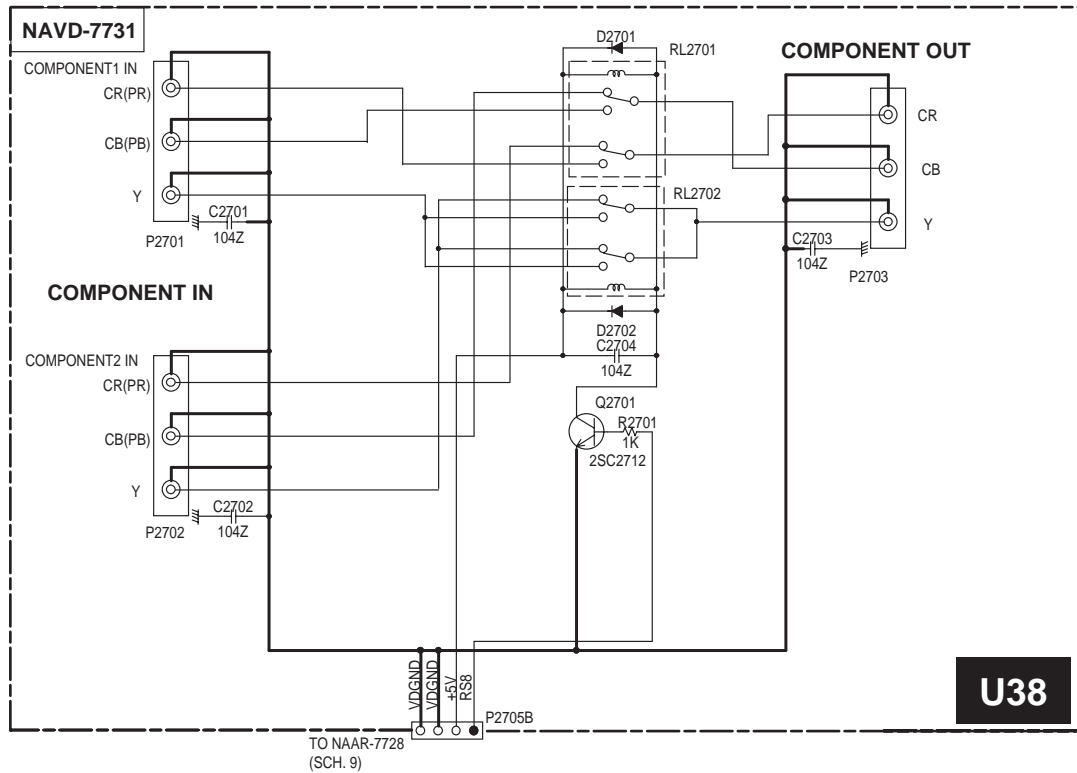 NAVD-7731
COMPONENT1 IN
CR(PR)
CB(PB)
Y
C2701
104Z
P2701
COMPONENT IN
COMPONENT2 IN
CR(PR)
CB(PB)
Y
C2702
104Z
P2702
D2701
RL2701
RL2702
D2702
C2704
104Z
Q2701
R2701
1K
2SC2712
COMPONENT OUT
CR
CB
Y
C2703
104Z
P2703
VDGND
VDGND
+5V
RS8
P2705B
TO NAAR-7728
(SCH. 9)
U38